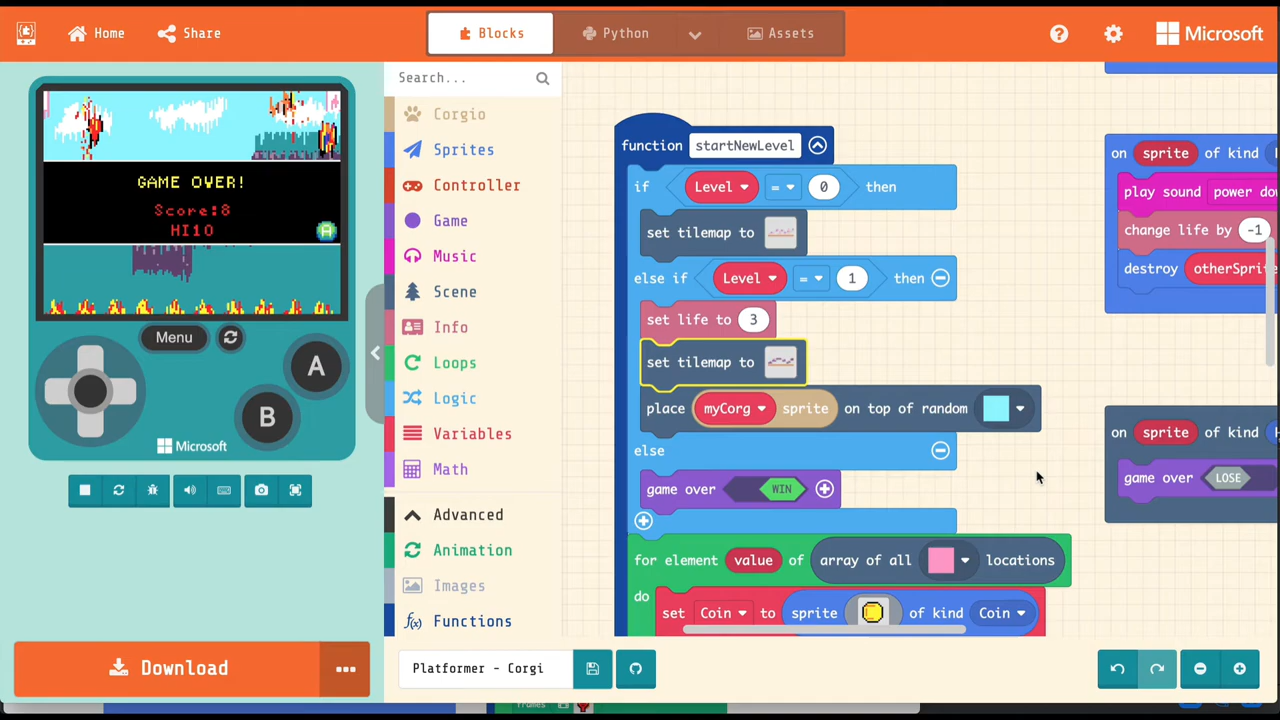 Home
Share
Blocks
Python
Assets
Microsoft
GAME OVER!
Score:8
HI10
A
Menu
A
B
Microsoft
Download
Search...
Corgio
Sprites
Controller
Game
Music
Scene
Info
Loops
Logic
Variables
Math
Advanced
Animation
Images
f(x) Functions
function startNewLevel
if Level = 0 then
set tilemap to
else if Level = 1 then
set life to 3
set tilemap to
place myCorg sprite on top of random
else
game over WIN
for element value of array of all locations
do set Coin to sprite of kind Coin
on sprite of kind
play sound power
change life by -1
destroy
on sprite of kind
game over LOSE
Platformer - Corgi
frames